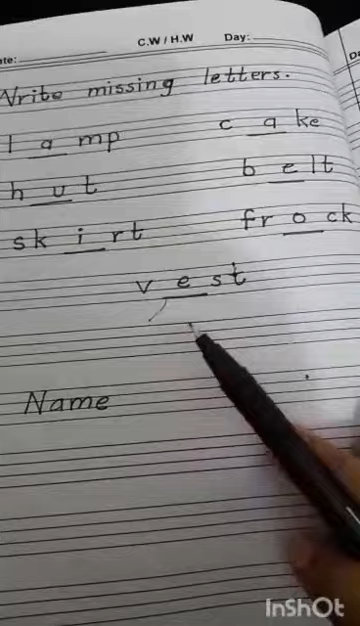 ate: C.W / H.W Day:
Write missing letters.
l a mp c a ke
h u t b e lt
sk i rt fr o ck
v e st
Name
InShOt